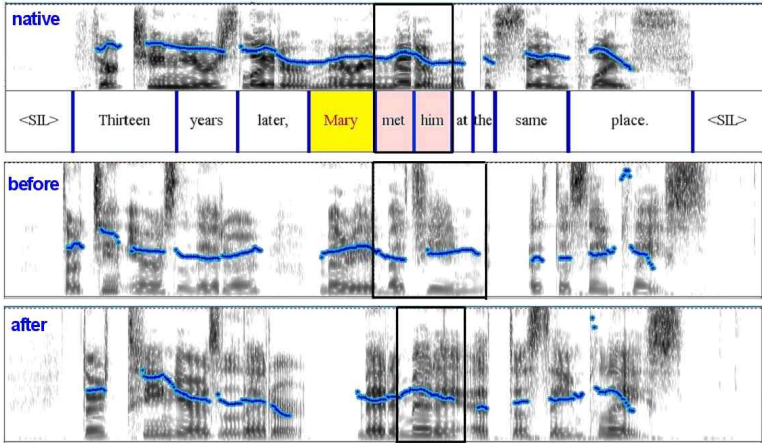 native
<SIL> Thirteen years later, Mary met him at the same place. <SIL>
before
after